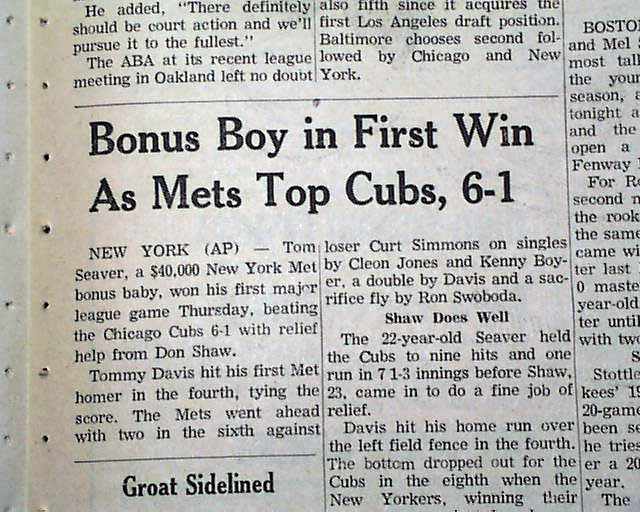 He added, "There definitely
should be court action and we'll
pursue it to the fullest."
The ABA at its recent league
meeting in Oakland left no doubt
also fifth since it acquires the
first Los Angeles draft position.
Baltimore chooses second fol-
lowed by Chicago and New
York.
Bonus Boy in First Win
As Mets Top Cubs, 6-1
NEW YORK (AP) — Tom
Seaver, a $40,000 New York Met
bonus baby, won his first major
league game Thursday, beating
the Chicago Cubs 6-1 with relief
help from Don Shaw.
Tommy Davis hit his first Met
homer in the fourth, tying the
score. The Mets went ahead
with two in the sixth against
loser Curt Simmons on singles
by Cleon Jones and Kenny Boy-
er, a double by Davis and a sac-
rifice fly by Ron Swoboda.
Shaw Does Well
The 22-year-old Seaver held
the Cubs to nine hits and one
run in 7 1-3 innings before Shaw,
23, came in to do a fine job of
relief.
Davis hit his home run over
the left field fence in the fourth.
The bottom dropped out for the
Cubs in the eighth when the
New Yorkers, winning their
Groat Sidelined
BOSTO
and Mel S
most talk
the your
season, a
tonight a
and the
open a
Fenway
For Ro
second n
the rook
the same
came wi
ter last
0 maste
year-old
ter until
with two
S
Stottle
kees' 19
20-game
been se
he tries
er a 20
year.
The